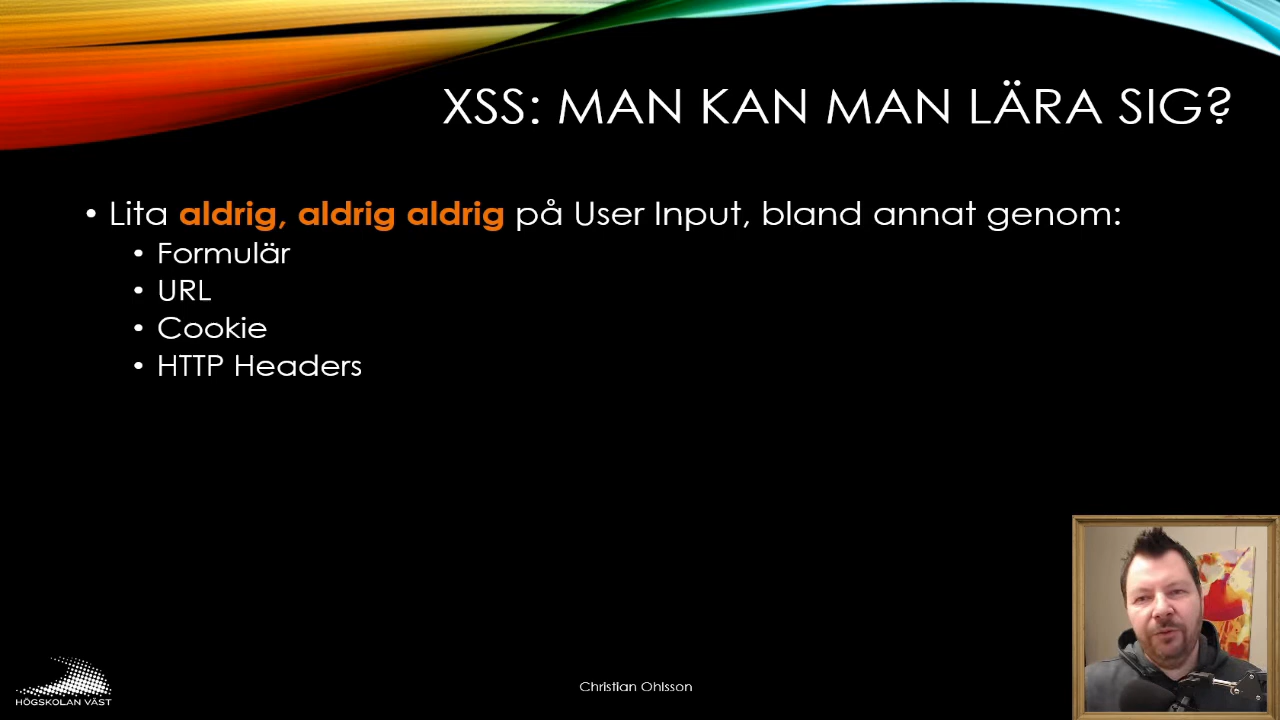 XSS: MAN KAN MAN LÄRA SIG?
• Lita aldrig, aldrig aldrig på User Input, bland annat genom:
• Formulär
• URL
• Cookie
• HTTP Headers
HÖGSKOLAN VÄST
Christian Ohlsson